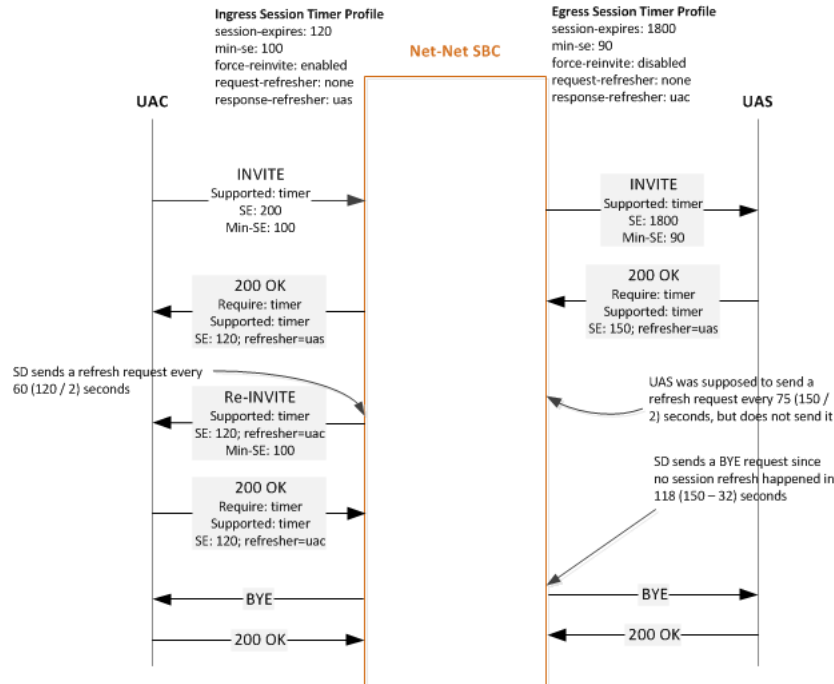 Ingress Session Timer Profile
session-expires: 120
min-se: 100
force-reinvite: enabled
request-refresher: none
response-refresher: uas
Net-Net SBC
Egress Session Timer Profile
session-expires: 1800
min-se: 90
force-reinvite: disabled
request-refresher: none
response-refresher: uac
UAC
UAS
INVITE
Supported: timer
SE: 200
Min-SE: 100
INVITE
Supported: timer
SE: 1800
Min-SE: 90
200 OK
Require: timer
Supported: timer
SE: 120; refresher=uas
200 OK
Require: timer
Supported: timer
SE: 150; refresher=uas
SD sends a refresh request every
60 (120 / 2) seconds
UAS was supposed to send a
refresh request every 75 (150 /
2) seconds, but does not send it
Re-INVITE
Supported: timer
SE: 120; refresher=uac
Min-SE: 100
SD sends a BYE request since
no session refresh happened in
118 (150 – 32) seconds
200 OK
Require: timer
Supported: timer
SE: 120; refresher=uac
BYE
BYE
200 OK
200 OK